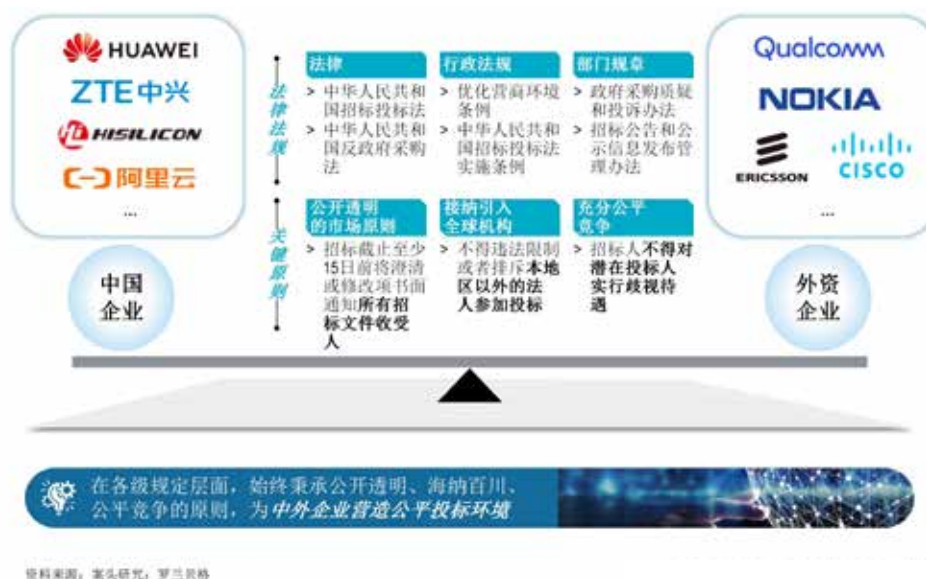 HUAWEI
ZTE中兴
HISILICON
阿里云
...
中国
企业
法律法规
法律
> 中华人民共和
国招标投标法
> 中华人民共和
国反政府采购
法
行政法规
> 优化营商环境
条例
> 中华人民共和
国招标投标法
实施条例
部门规章
> 政府采购质疑
和投诉办法
> 招标公告和公
示信息发布管
理办法
关键原则
公开透明
的市场原则
> 招标截止至少
15日前将澄清
或修改项书面
通知所有招
标文件收受
人
接纳引入
全球机构
> 不得违法限制
或者排斥本地
区以外的法
人参加投标
充分公平
竞争
> 招标人不得对
潜在投标人
实行歧视待
遇
Qualcomm
NOKIA
ERICSSON
CISCO
...
外资
企业
在各级规定层面，始终秉承公开透明、海纳百川、
公平竞争的原则，为中外企业营造公平投标环境
资料来源：案头研究；罗兰贝格